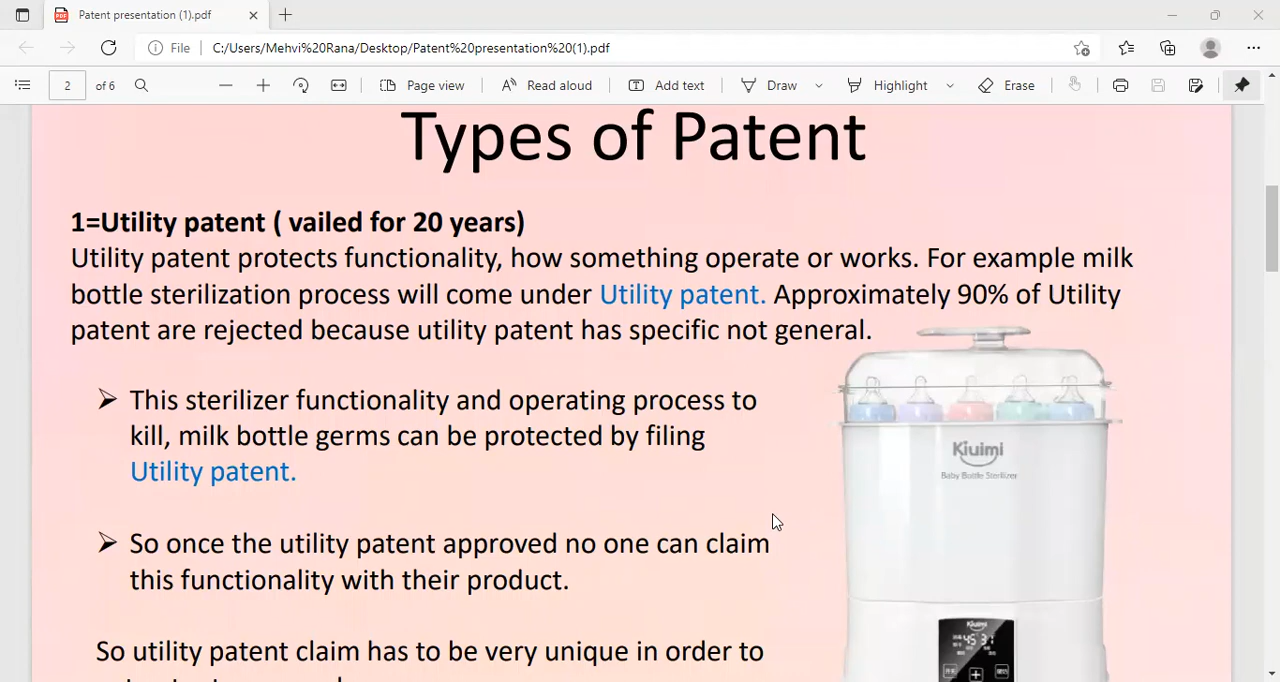 Patent presentation (1).pdf
File
C:/Users/Mehvi%20Rana/Desktop/Patent%20presentation%20(1).pdf
2 of 6
Page view
Read aloud
Add text
Draw
Highlight
Erase
Types of Patent
1=Utility patent ( vailed for 20 years)
Utility patent protects functionality, how something operate or works. For example milk
bottle sterilization process will come under Utility patent. Approximately 90% of Utility
patent are rejected because utility patent has specific not general.
This sterilizer functionality and operating process to
kill, milk bottle germs can be protected by filing
Utility patent.
So once the utility patent approved no one can claim
this functionality with their product.
So utility patent claim has to be very unique in order to
Kiuimi
Baby Bottle Sterilizer
Kiuimi